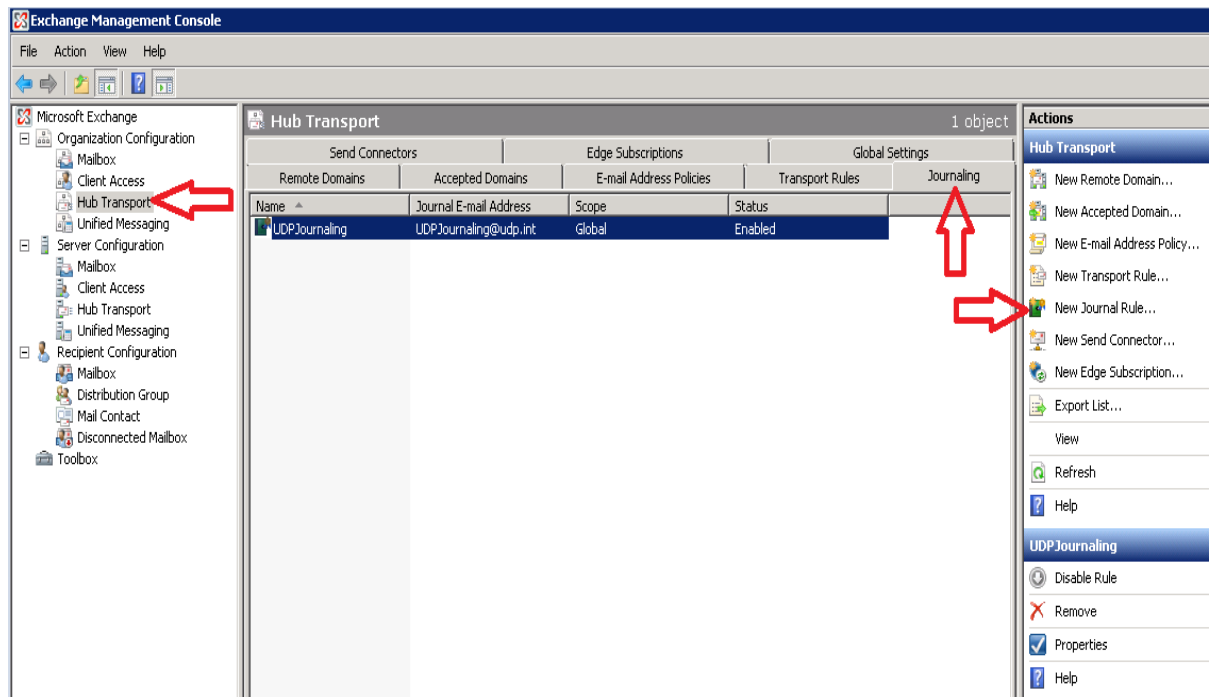 Exchange Management Console
File Action View Help
Microsoft Exchange
Organization Configuration
Mailbox
Client Access
Hub Transport
Unified Messaging
Server Configuration
Mailbox
Client Access
Hub Transport
Unified Messaging
Recipient Configuration
Mailbox
Distribution Group
Mail Contact
Disconnected Mailbox
Toolbox
Hub Transport 1 object
Send Connectors Edge Subscriptions Global Settings
Remote Domains Accepted Domains E-mail Address Policies Transport Rules Journaling
Name Journal E-mail Address Scope Status
UDPJournaling UDPJournaling@udp.int Global Enabled
Actions
Hub Transport
New Remote Domain...
New Accepted Domain...
New E-mail Address Policy...
New Transport Rule...
New Journal Rule...
New Send Connector...
New Edge Subscription...
Export List...
View
Refresh
Help
UDPJournaling
Disable Rule
Remove
Properties
Help